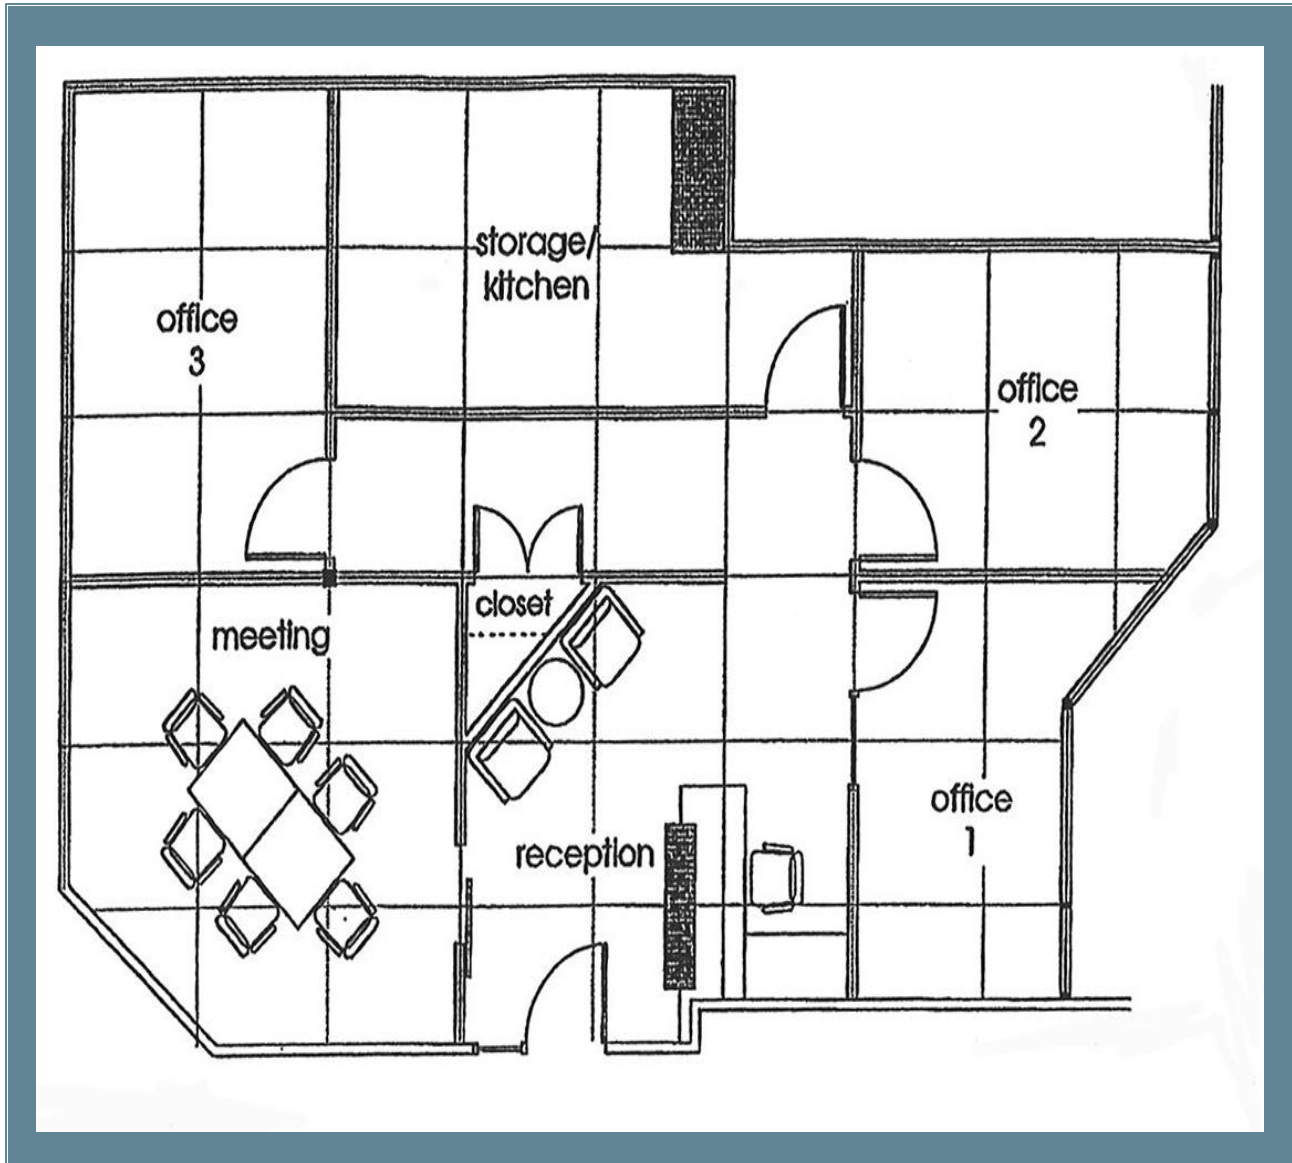 storage/
kitchen
office
3
office
2
closet
meeting
office
1
reception